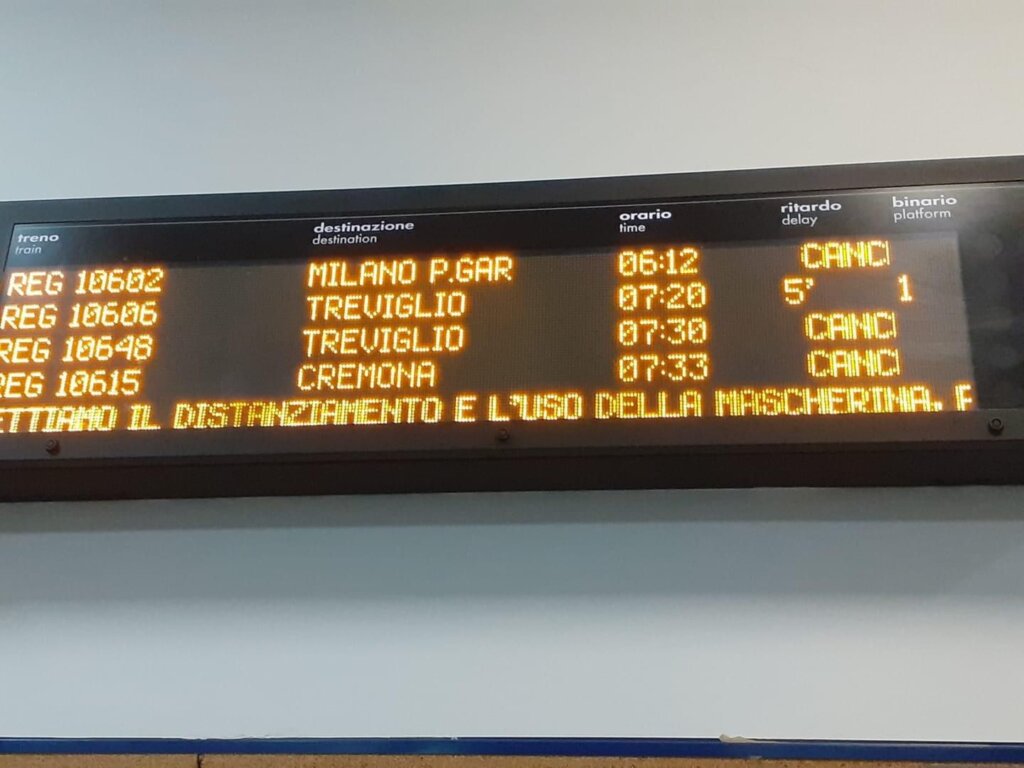 treno destinazione orario ritardo binario
train destination time delay platform
REG 10602 MILANO P.GAR 06:12 CANC
REG 10606 TREVIGLIO 07:20 5' 1
REG 10648 TREVIGLIO 07:30 CANC
REG 10615 CREMONA 07:33 CANC
ETTIAMO IL DISTANZIAMENTO E L'USO DELLA MASCHERINA,